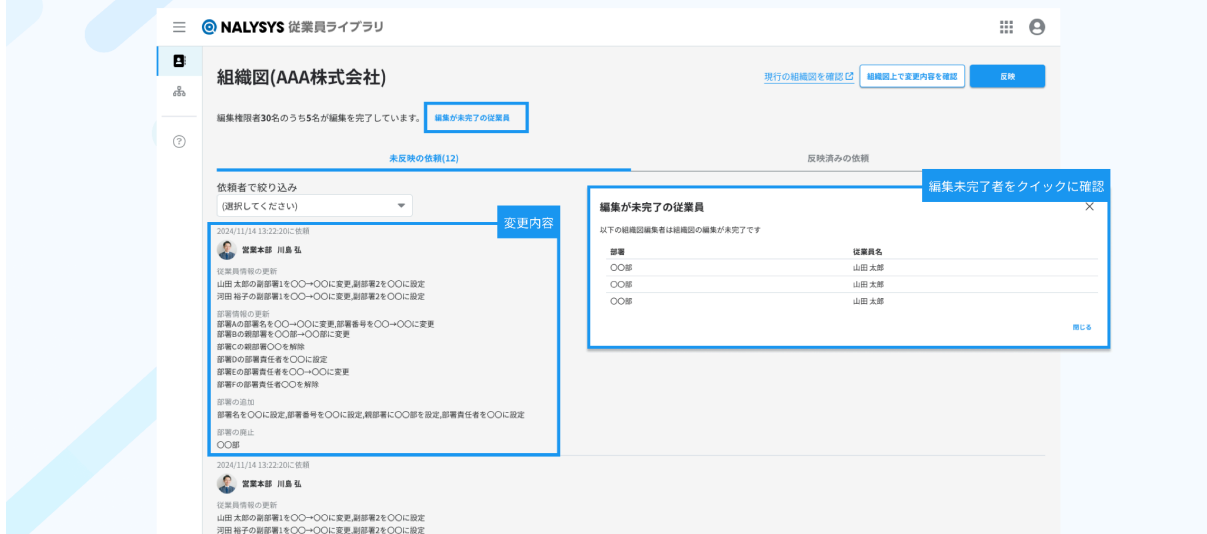 NALYSYS 従業員ライブラリ
組織図(AAA株式会社)
現行の組織図を確認
組織図上で変更内容を確認
反映
編集権限者30名のうち5名が編集を完了しています。
編集が未完了の従業員
未反映の依頼(12)
反映済みの依頼
依頼者で絞り込み
(選択してください)
変更内容
2024/11/14 13:22:20に依頼
営業本部 川島 弘
従業員情報の更新
山田 太郎の副部署1を〇〇→〇〇に変更,副部署2を〇〇に設定
河田 裕子の副部署1を〇〇→〇〇に変更,副部署2を〇〇に設定
部署情報の更新
部署Aの部署名を〇〇→〇〇に変更,部署番号を〇〇→〇〇に変更
部署Bの親部署を〇〇部→〇〇部に変更
部署Cの親部署〇〇を解除
部署Dの部署責任者を〇〇に設定
部署Eの部署責任者を〇〇→〇〇に変更
部署Fの部署責任者〇〇を解除
部署の追加
部署名を〇〇に設定,部署番号を〇〇に設定,親部署に〇〇部を設定,部署責任者を〇〇に設定
部署の廃止
〇〇部
2024/11/14 13:22:20に依頼
営業本部 川島 弘
従業員情報の更新
山田 太郎の副部署1を〇〇→〇〇に変更,副部署2を〇〇に設定
河田 裕子の副部署1を〇〇→〇〇に変更,副部署2を〇〇に設定
編集未完了者をクイックに確認
編集が未完了の従業員
以下の組織図編集者は組織図の編集が未完了です
部署 従業員名
〇〇部 山田 太郎
〇〇部 山田 太郎
〇〇部 山田 太郎
閉じる